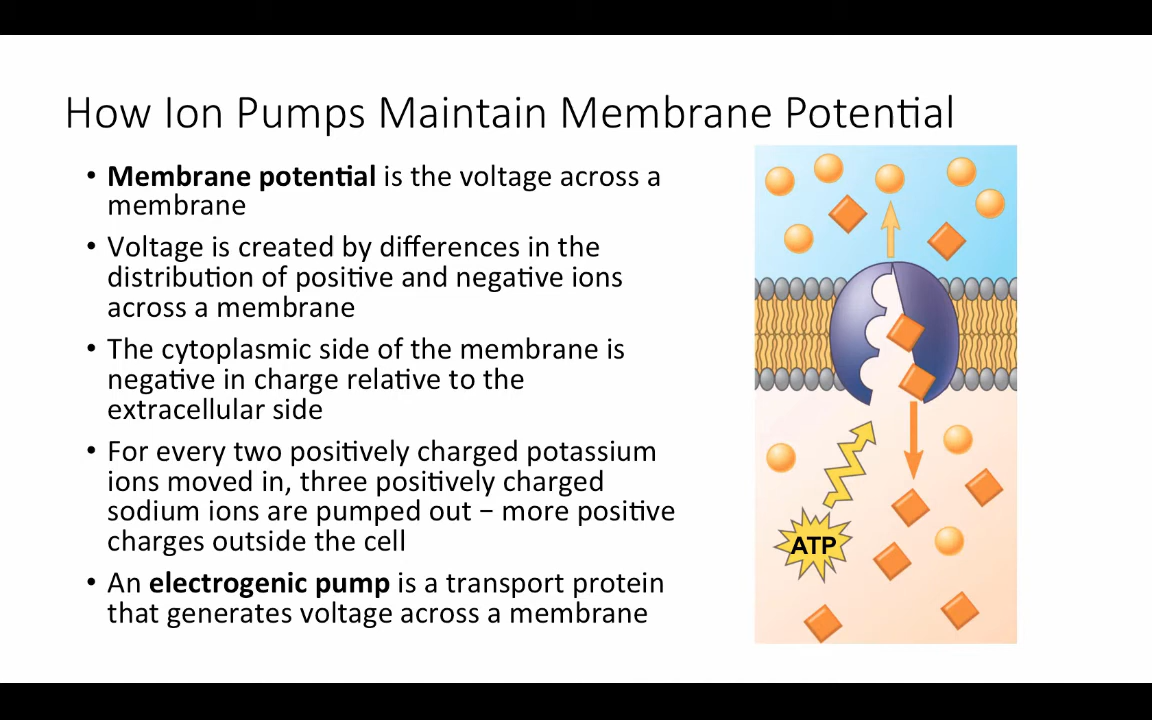 How Ion Pumps Maintain Membrane Potential
• Membrane potential is the voltage across a
membrane
• Voltage is created by differences in the
distribution of positive and negative ions
across a membrane
• The cytoplasmic side of the membrane is
negative in charge relative to the
extracellular side
• For every two positively charged potassium
ions moved in, three positively charged
sodium ions are pumped out − more positive
charges outside the cell
• An electrogenic pump is a transport protein
that generates voltage across a membrane
ATP